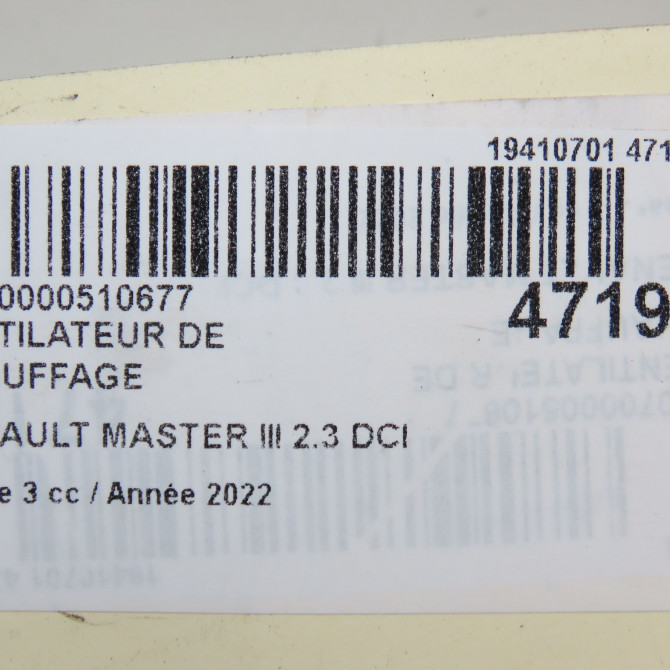 19410701 471
0000510677
4719
TILATEUR DE
UFFAGE
AULT MASTER III 2.3 DCI
e 3 cc / Année 2022